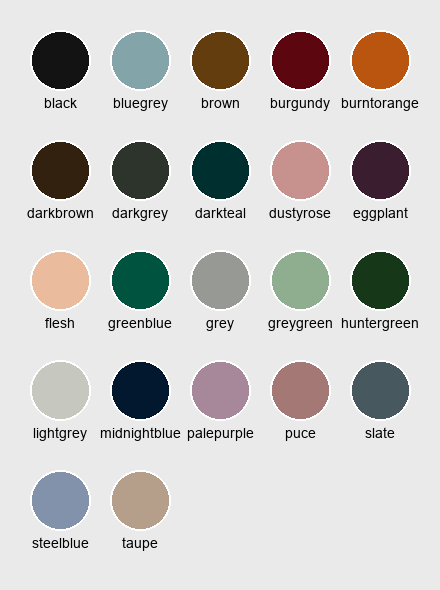 black bluegrey brown burgundy burntorange
darkbrown darkgrey darkteal dustyrose eggplant
flesh greenblue grey greygreen huntergreen
lightgrey midnightblue palepurple puce slate
steelblue taupe